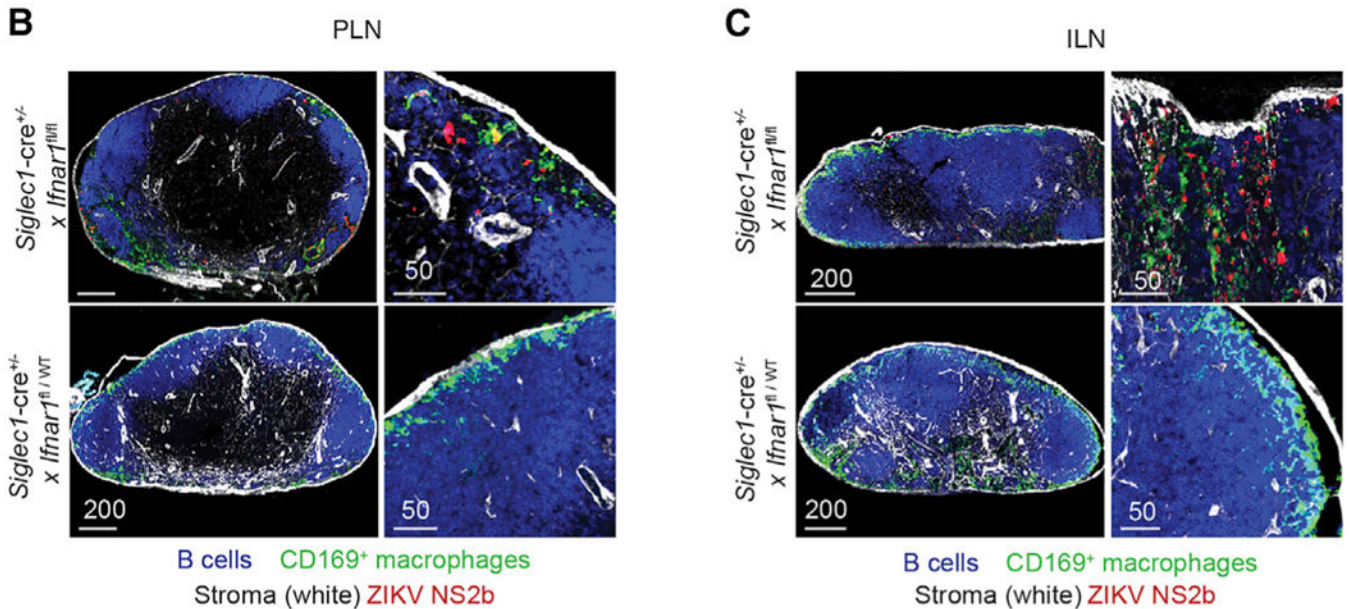 B
PLN
Siglec1-cre+/-
x Ifnar1fl/fl
50
Siglec1-cre+/-
x Ifnar1fl / WT
200
50
B cells CD169+ macrophages
Stroma (white) ZIKV NS2b
C
ILN
Siglec1-cre+/-
x Ifnar1fl/fl
200
50
Siglec1-cre+/-
x Ifnar1fl / WT
200
50
B cells CD169+ macrophages
Stroma (white) ZIKV NS2b